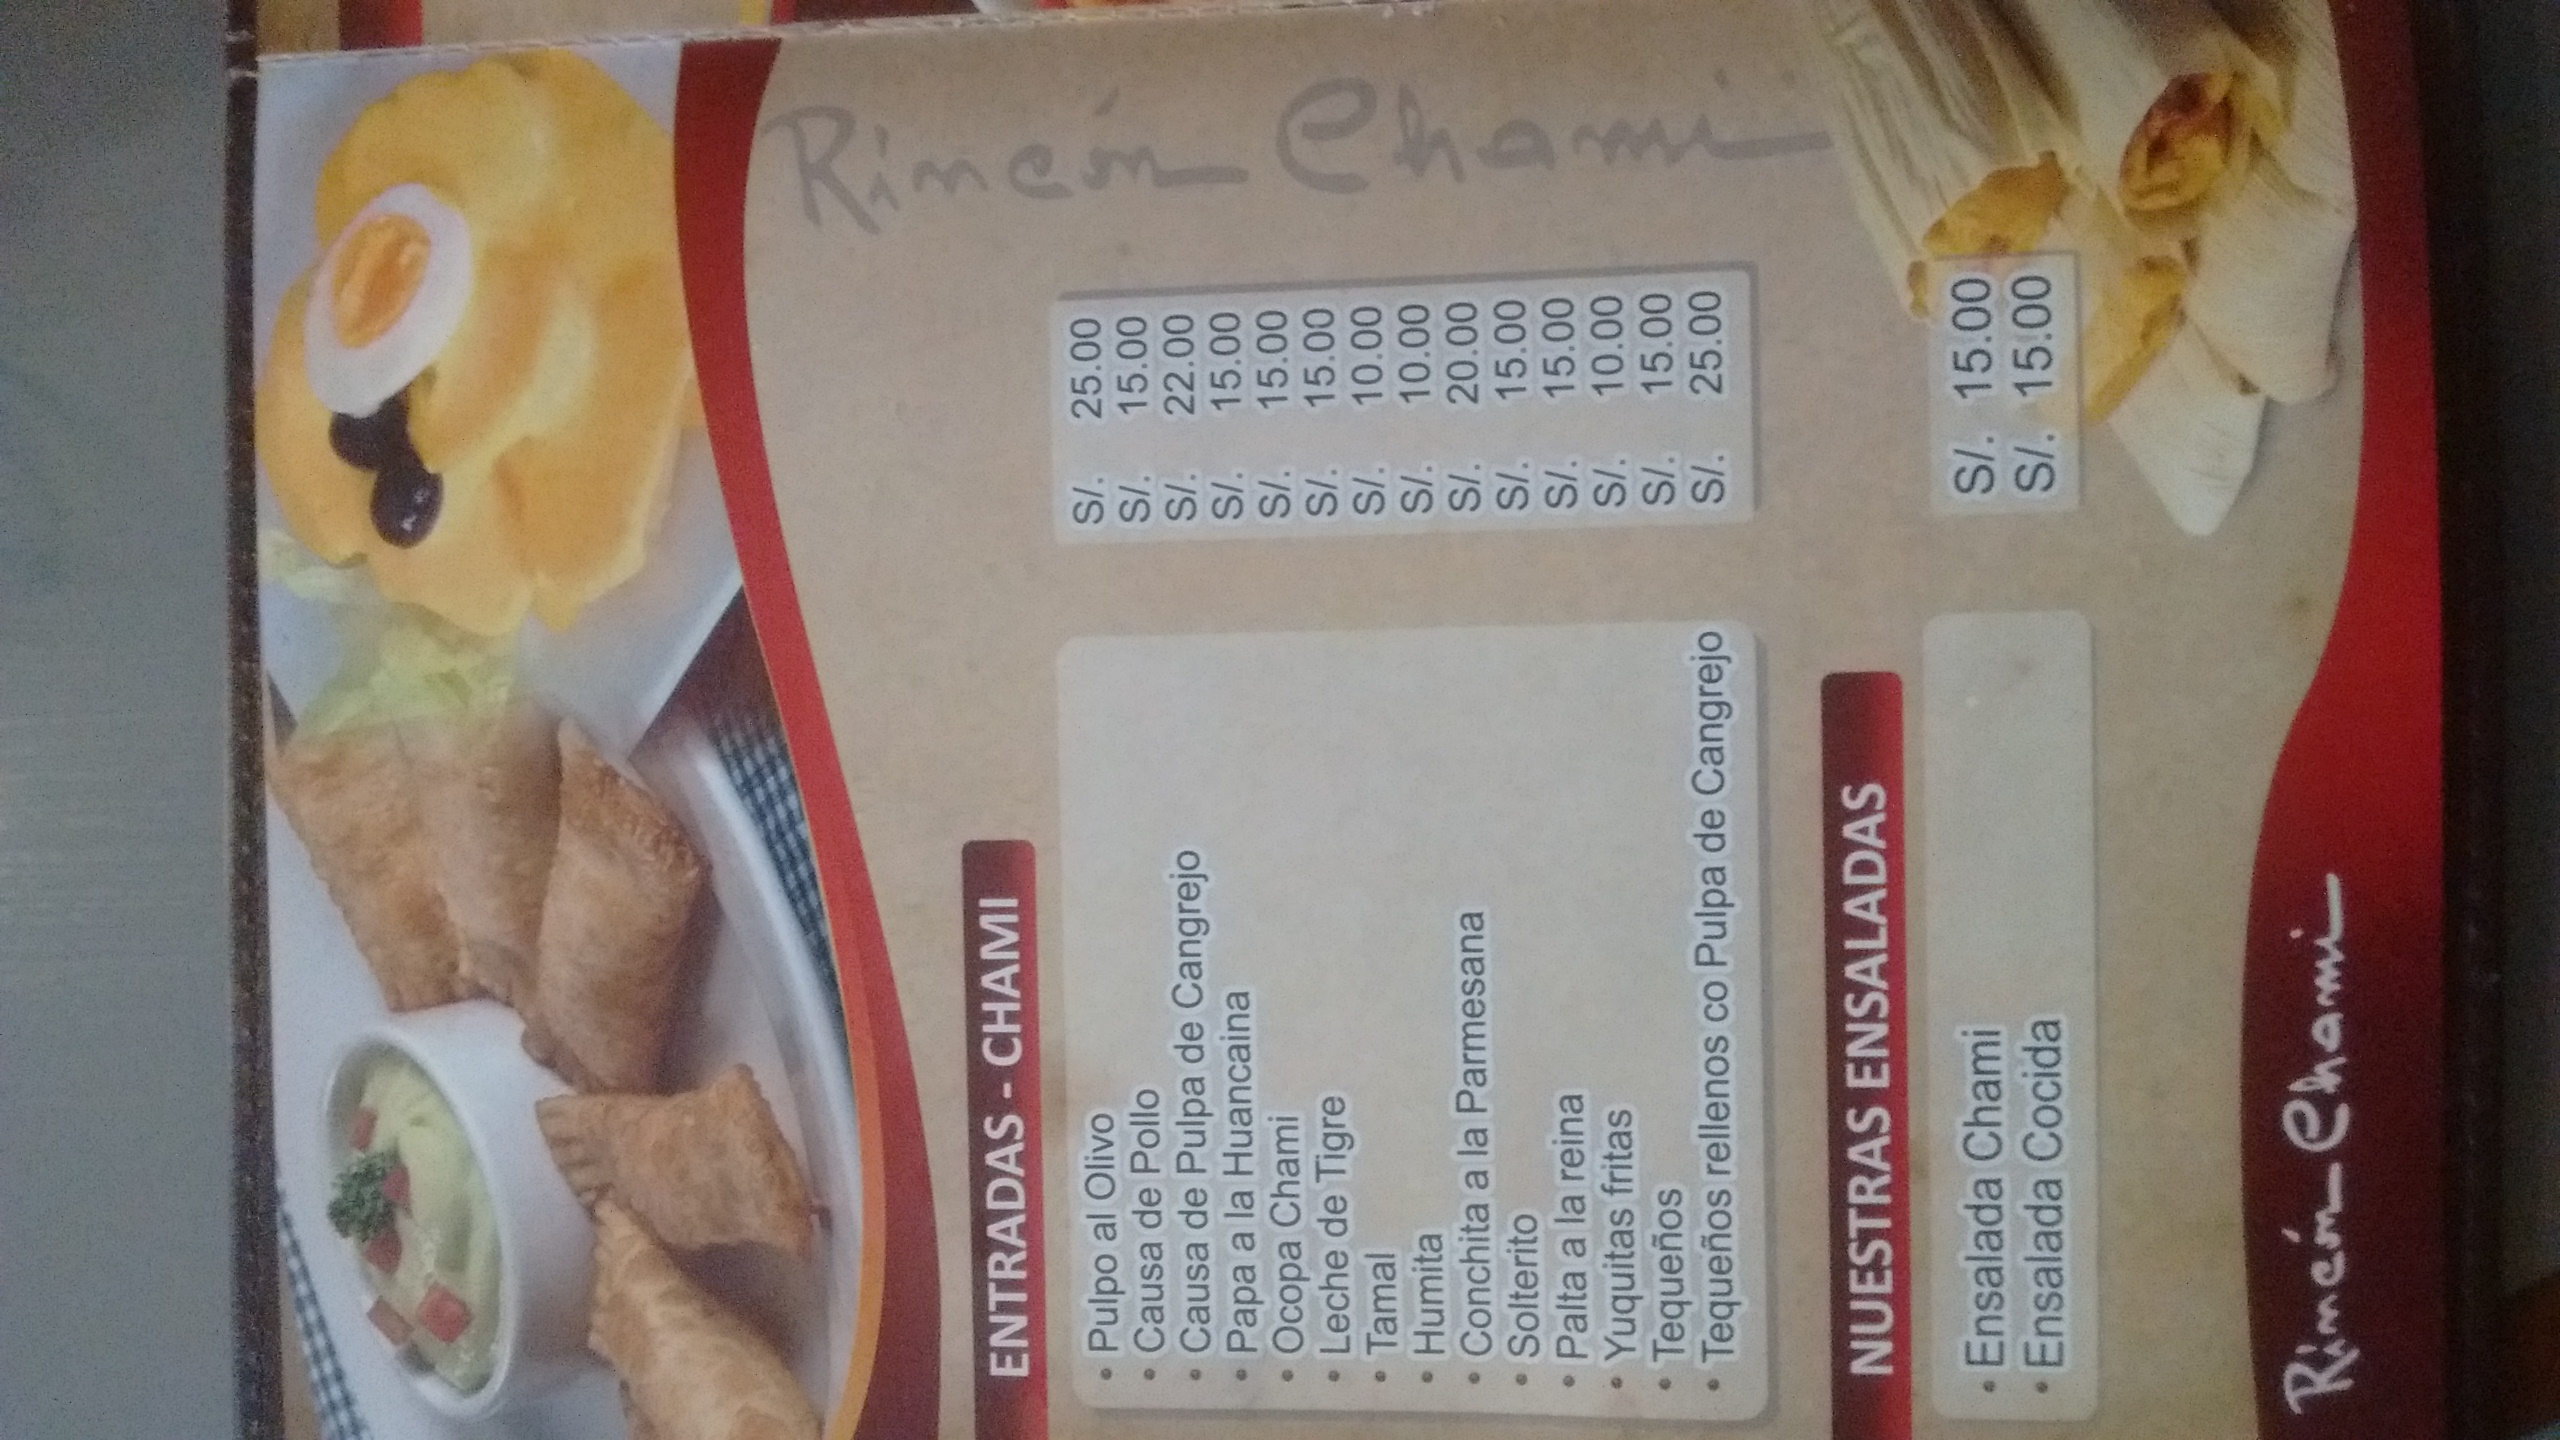 ENTRADAS - CHAMI
• Pulpo al Olivo S/. 25.00
• Causa de Pollo S/. 15.00
• Causa de Pulpa de Cangrejo S/. 22.00
• Papa a la Huancaina S/. 15.00
• Ocopa Chami S/. 15.00
• Leche de Tigre S/. 15.00
• Tamal S/. 10.00
• Humita S/. 10.00
• Conchita a la Parmesana S/. 20.00
• Solterito S/. 15.00
• Palta a la reina S/. 15.00
• Yuquitas fritas S/. 10.00
• Tequeños S/. 15.00
• Tequeños rellenos co Pulpa de Cangrejo S/. 25.00
Rincón Chami
NUESTRAS ENSALADAS
• Ensalada Chami S/. 15.00
• Ensalada Cocida S/. 15.00
Rincón Chami